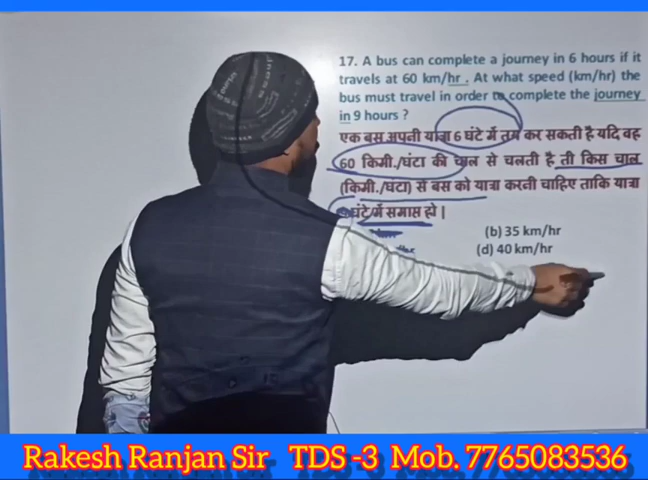 17. A bus can complete a journey in 6 hours if it
travels at 60 km/hr . At what speed (km/hr) the
bus must travel in order to complete the journey
in 9 hours ?
एक बस अपनी यात्रा 6 घंटे में तय कर सकती है यदि वह
60 किमी./घंटा की चाल से चलती है तो किस चाल
(किमी./घंटा) से बस को यात्रा करनी चाहिए ताकि यात्रा
घंटे में समाप्त हो |
(b) 35 km/hr
(d) 40 km/hr
Rakesh Ranjan Sir TDS -3 Mob. 7765083536